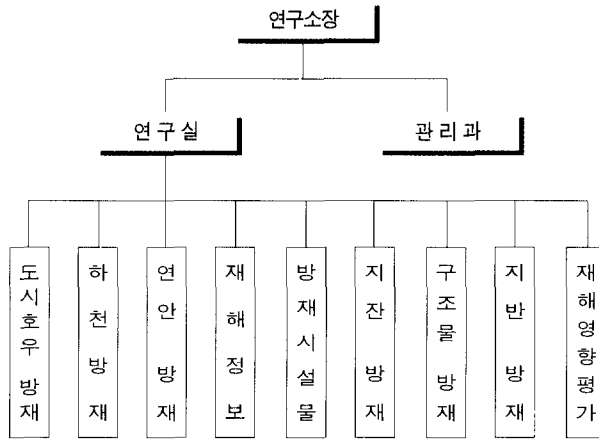 연구소장
연구실
관리과
도시호우 방재
하천방재
연안 방재
재해정보
방재시설물
지잔 방재
구조물 방재
지반 방재
재해영향평가